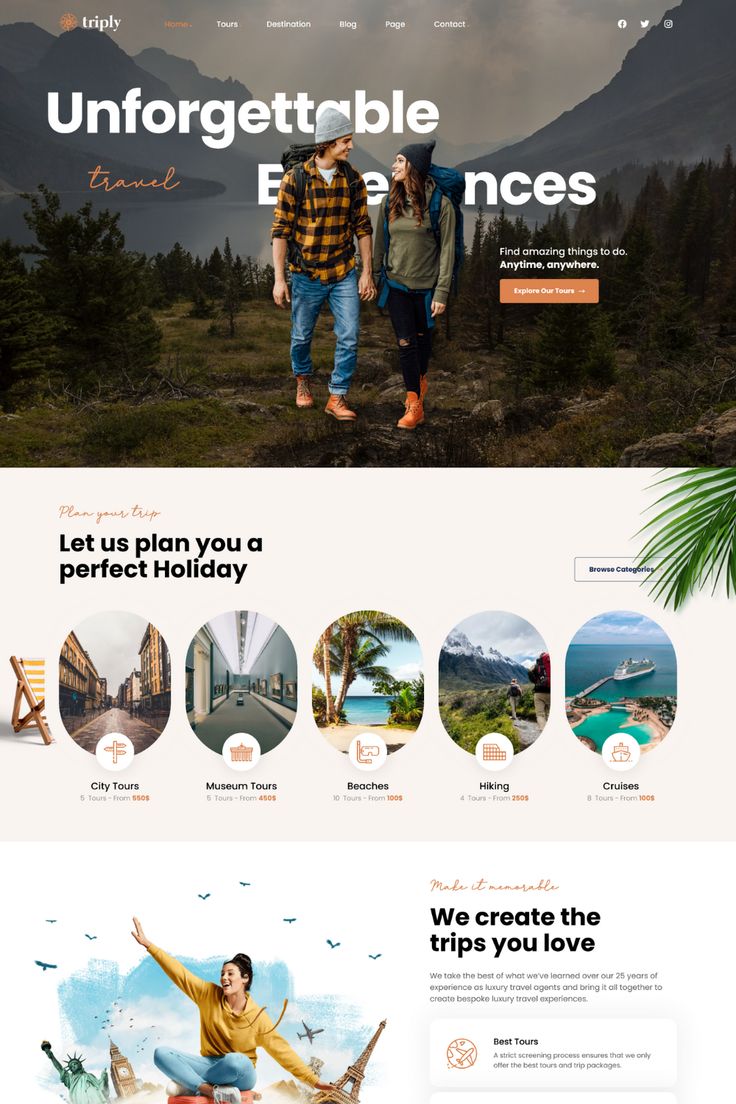 triply
Home
Tours
Destination
Blog
Page
Contact
Unforgettable
travel
E e nces
Find amazing things to do.
Anytime, anywhere.
Explore Our Tours →
Plan your trip
Let us plan you a
perfect Holiday
Browse Categories
City Tours
5 Tours - From 550$
Museum Tours
5 Tours - From 450$
Beaches
10 Tours - From 100$
Hiking
4 Tours - From 250$
Cruises
8 Tours - From 100$
Make it memorable
We create the
trips you love
We take the best of what we've learned over our 25 years of
experience as luxury travel agents and bring it all together to
create bespoke luxury travel experiences.
Best Tours
A strict screening process ensures that we only
offer the best tours and trip packages.